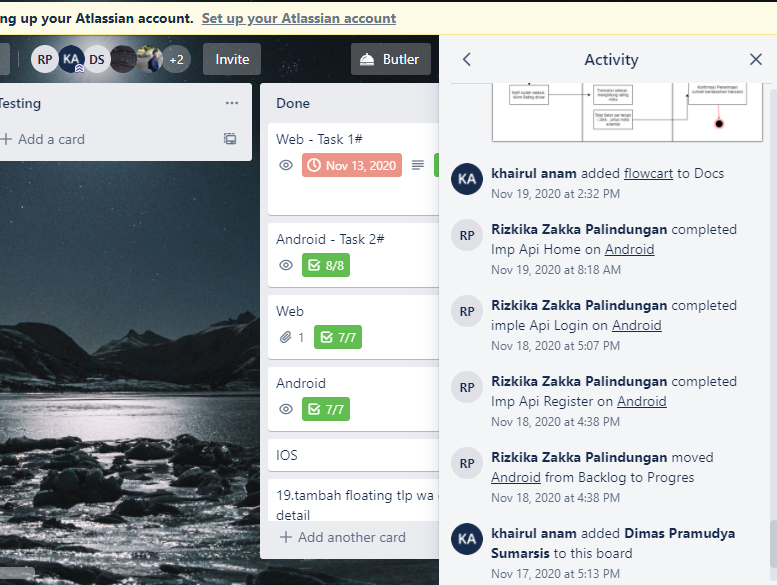 ng up your Atlassian account. Set up your Atlassian account
RP KA DS +2 Invite Butler
Testing
+ Add a card
Done
Web - Task 1#
Nov 13, 2020
Android - Task 2#
8/8
Web
1 7/7
Android
7/7
IOS
19.tambah floating tlp wa
detail
+ Add another card
Activity
KA khairul anam added flowcart to Docs
Nov 19, 2020 at 2:32 PM
RP Rizkika Zakka Palindungan completed
Imp Api Home on Android
Nov 19, 2020 at 8:18 AM
RP Rizkika Zakka Palindungan completed
imple Api Login on Android
Nov 18, 2020 at 5:07 PM
RP Rizkika Zakka Palindungan completed
Imp Api Register on Android
Nov 18, 2020 at 4:38 PM
RP Rizkika Zakka Palindungan moved
Android from Backlog to Progres
Nov 18, 2020 at 4:38 PM
KA khairul anam added Dimas Pramudya
Sumarsis to this board
Nov 17, 2020 at 5:13 PM